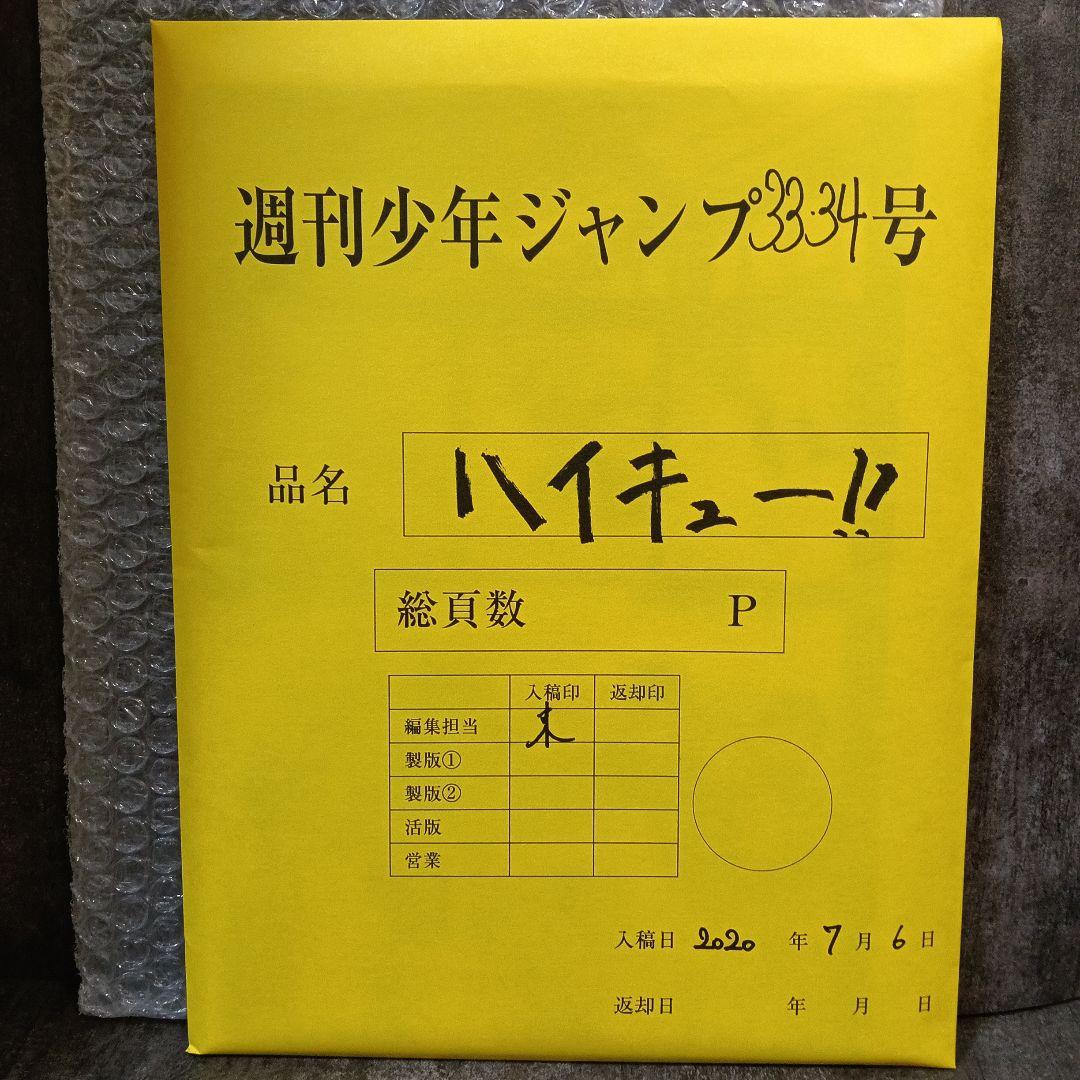 週刊少年ジャンプ33・34号
品名 ハイキュー!!
総頁数 P
入稿印 返却印
編集担当
製版①
製版②
活版
営業
入稿日 2020 年 7 月 6 日
返却日 年 月 日